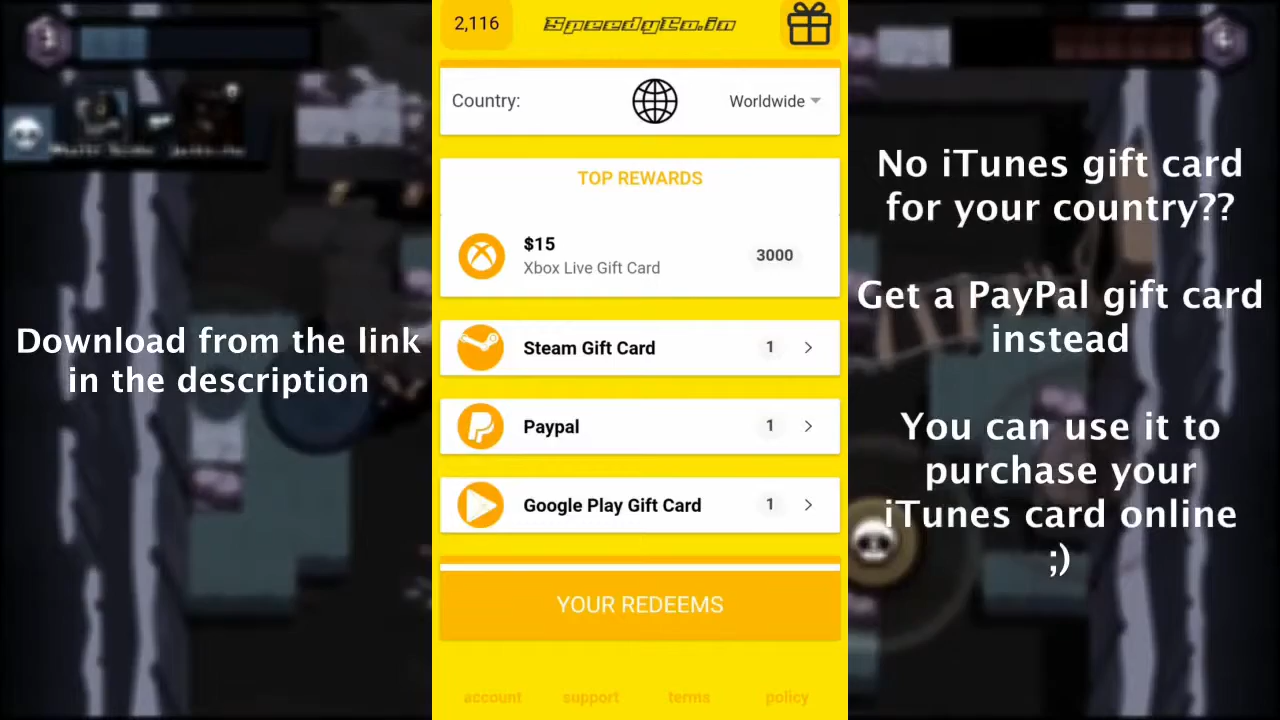 2,116
SpeedyCo.io
Country:
Worldwide
TOP REWARDS
$15
Xbox Live Gift Card
3000
Steam Gift Card
1
Paypal
1
Google Play Gift Card
1
YOUR REDEEMS
account
support
terms
policy
Download from the link
in the description
No iTunes gift card
for your country??
Get a PayPal gift card
instead
You can use it to
purchase your
iTunes card online
;)